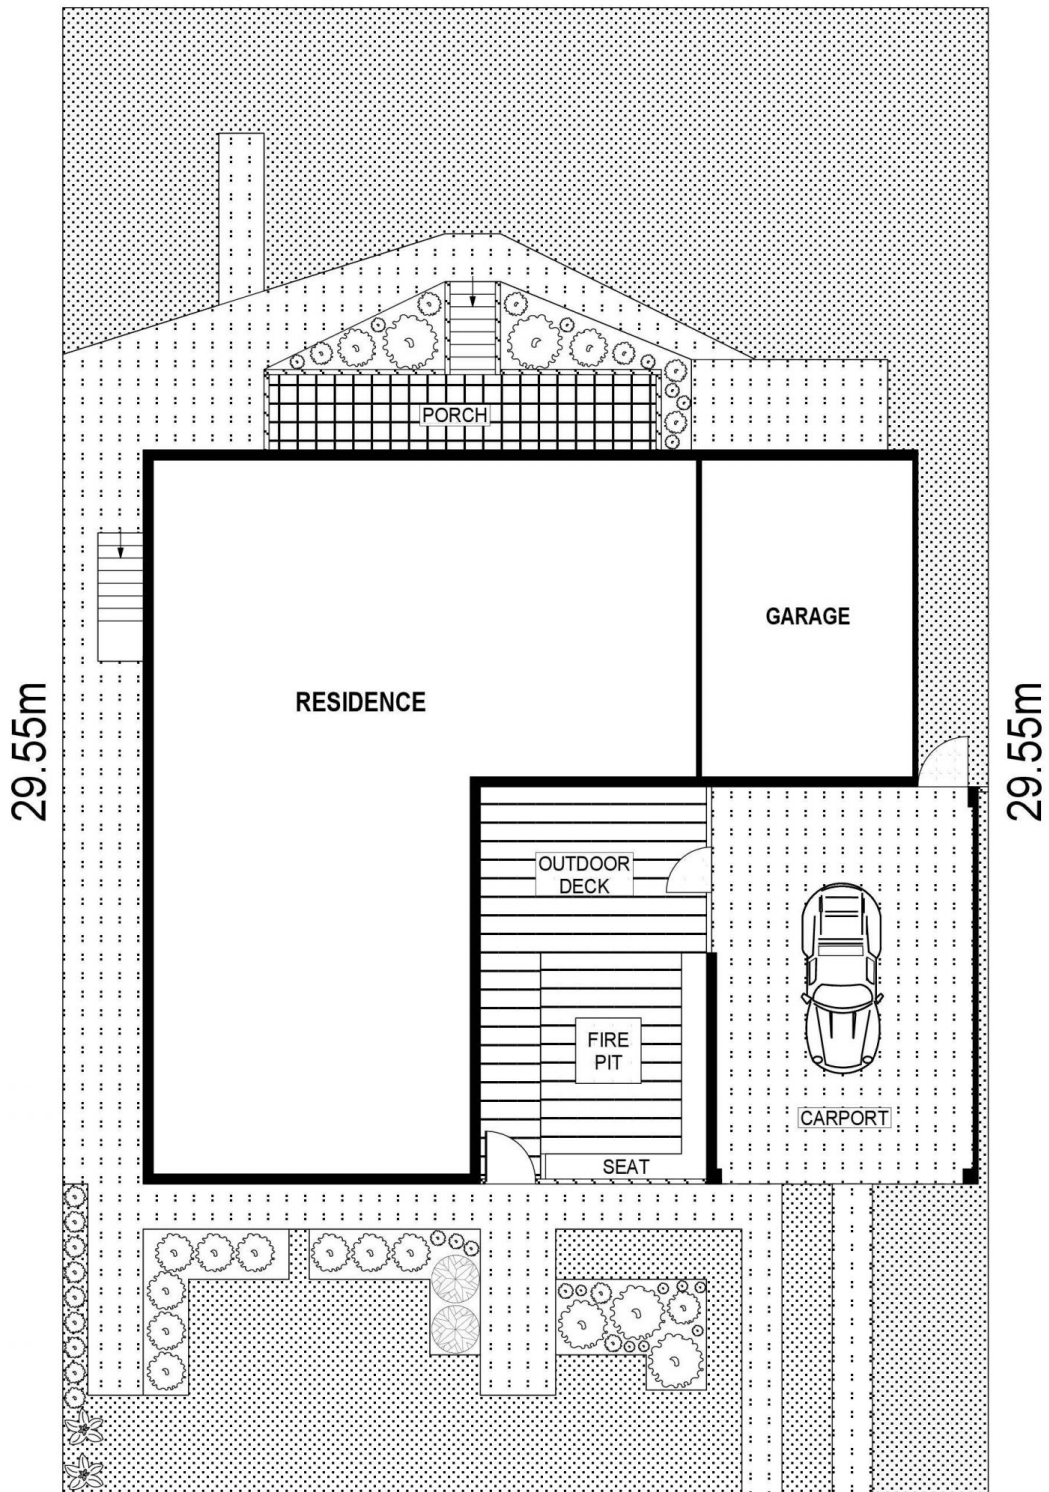 PORCH
GARAGE
RESIDENCE
29.55m
29.55m
OUTDOOR
DECK
FIRE
PIT
CARPORT
SEAT